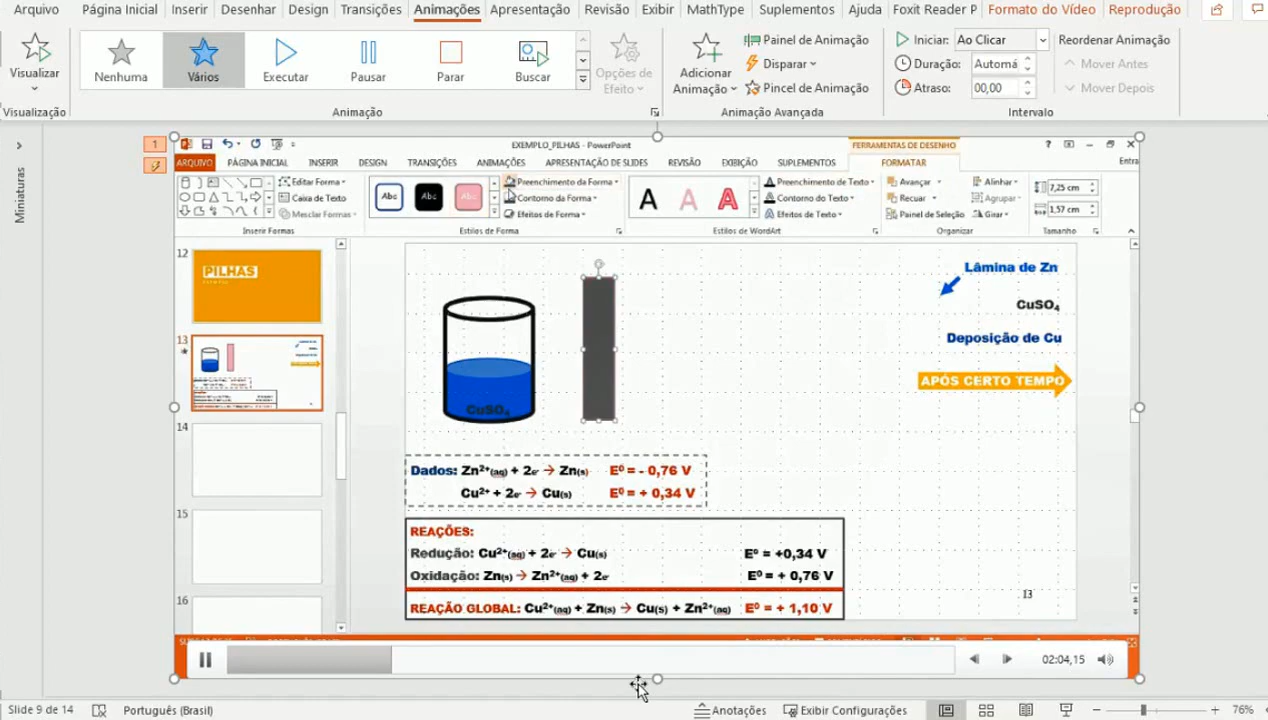 Arquivo Página Inicial Inserir Desenhar Design Transições Animações Apresentação Revisão Exibir MathType Suplementos Ajuda Foxit Reader P Formato do Vídeo Reprodução
Visualizar
Visualização
Nenhuma Vários Executar Pausar Parar Buscar
Opções de Efeito
Animação
Adicionar Animação
Painel de Animação
Disparar
Pincel de Animação
Animação Avançada
Iniciar: Ao Clicar
Duração: Automá
Atraso: 00,00
Reordenar Animação
Mover Antes
Mover Depois
Intervalo
Miniaturas
1
EXEMPLO_PILHAS - PowerPoint
FERRAMENTAS DE DESENHO
ARQUIVO PÁGINA INICIAL INSERIR DESIGN TRANSIÇÕES ANIMAÇÕES APRESENTAÇÃO DE SLIDES REVISÃO EXIBIÇÃO SUPLEMENTOS FORMATAR Entra
Editar Forma
Caixa de Texto
Mesclar Formas
Inserir Formas
Abc Abc Abc
Preenchimento da Forma
Contorno da Forma
Efeitos de Forma
Estilos de Forma
A A A
Preenchimento de Texto
Contorno do Texto
Efeitos de Texto
Estilos de WordArt
Avançar
Recuar
Painel de Seleção
Alinhar
Agrupar
Girar
Organizar
7,25 cm
1,57 cm
Tamanho
12
PILHAS
13
14
15
16
CuSO₄
Lâmina de Zn
CuSO₄
Deposição de Cu
APÓS CERTO TEMPO
Dados: Zn²⁺(aq) + 2e⁻ → Zn(s) E⁰ = - 0,76 V
Cu²⁺ + 2e⁻ → Cu(s) E⁰ = + 0,34 V
REAÇÕES:
Redução: Cu²⁺(aq) + 2e⁻ → Cu(s) E⁰ = +0,34 V
Oxidação: Zn(s) → Zn²⁺(aq) + 2e⁻ E⁰ = + 0,76 V
REAÇÃO GLOBAL: Cu²⁺(aq) + Zn(s) → Cu(s) + Zn²⁺(aq) E⁰ = + 1,10 V
13
02:04,15
Slide 9 de 14 Português (Brasil) Anotações Exibir Configurações 76%